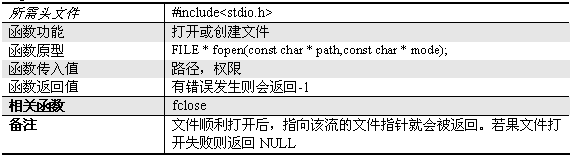 所需头文件 #include<stdio.h>
函数功能 打开或创建文件
函数原型 FILE * fopen(const char * path,const char * mode);
函数传入值 路径，权限
函数返回值 有错误发生则会返回-1
相关函数 fclose
备注 文件顺利打开后，指向该流的文件指针就会被返回。若果文件打
开失败则返回 NULL